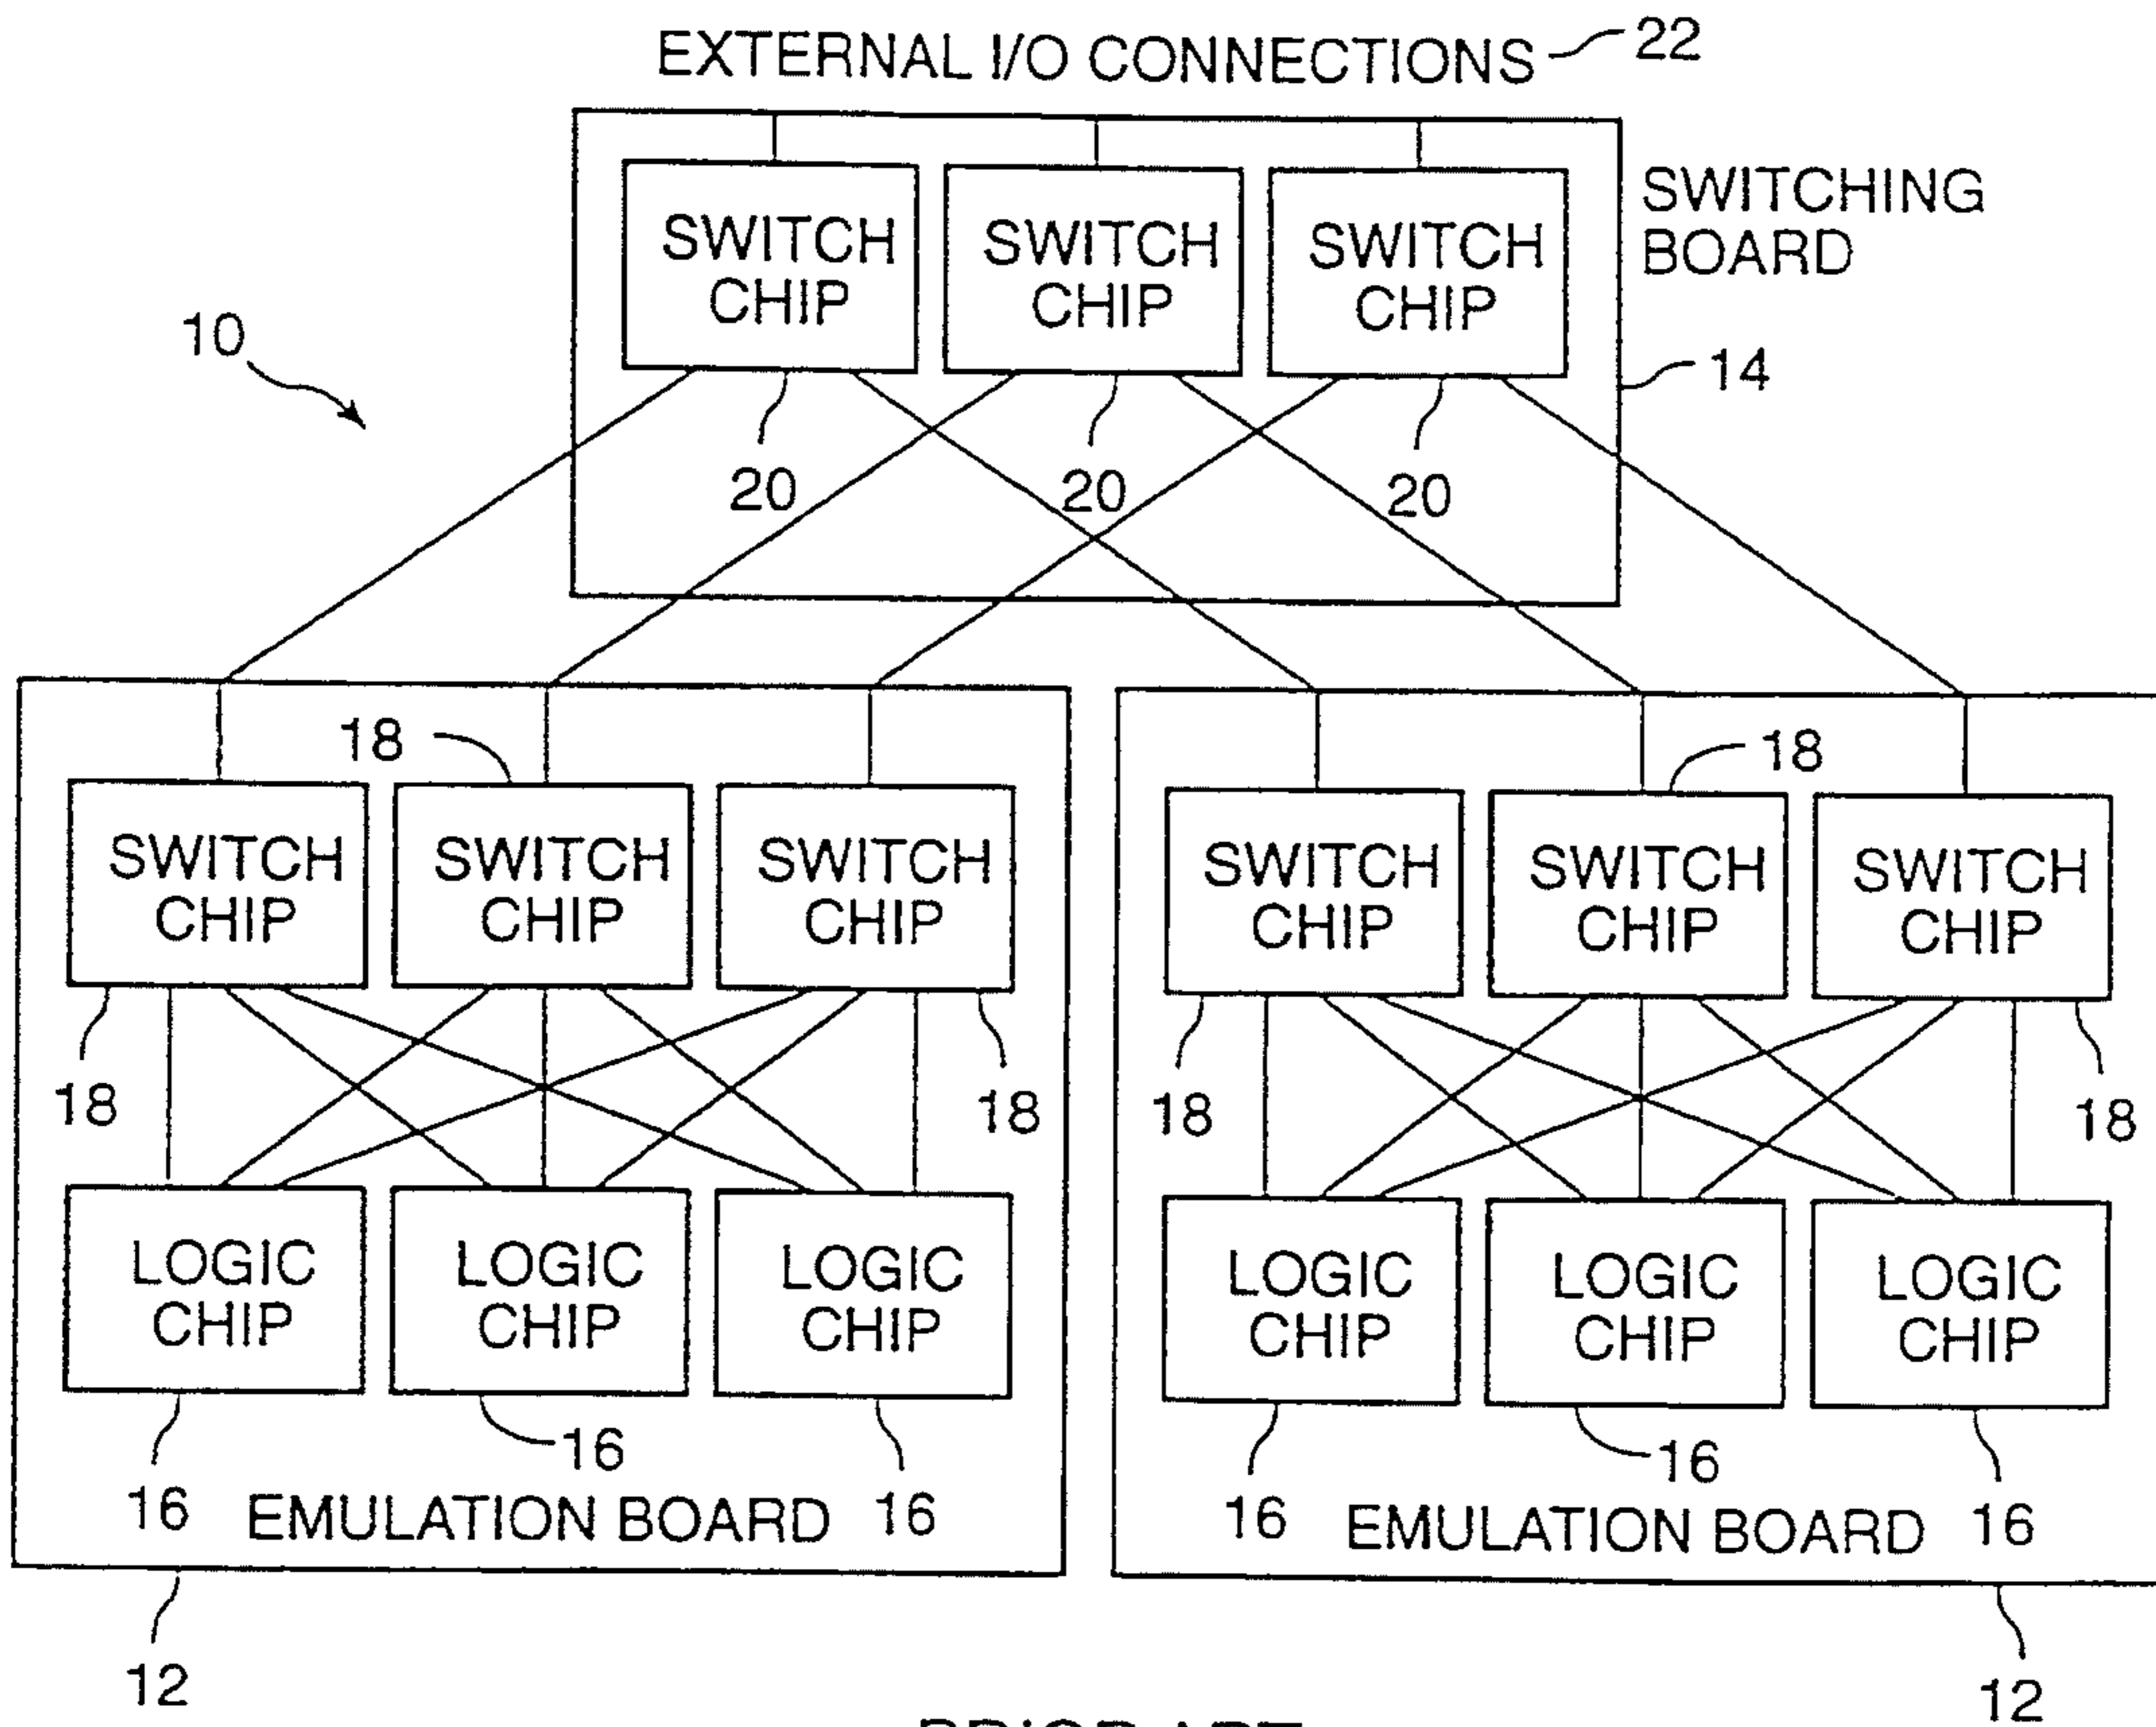 EXTERNAL I/O CONNECTIONS 22
SWITCH CHIP
SWITCH CHIP
SWITCH CHIP
SWITCHING BOARD
10
14
20
20
20
18
18
SWITCH CHIP
SWITCH CHIP
SWITCH CHIP
SWITCH CHIP
SWITCH CHIP
SWITCH CHIP
18
18
18
18
LOGIC CHIP
LOGIC CHIP
LOGIC CHIP
LOGIC CHIP
LOGIC CHIP
LOGIC CHIP
16
16
16
EMULATION BOARD
16
16
EMULATION BOARD
16
12
12
PRIOR ART